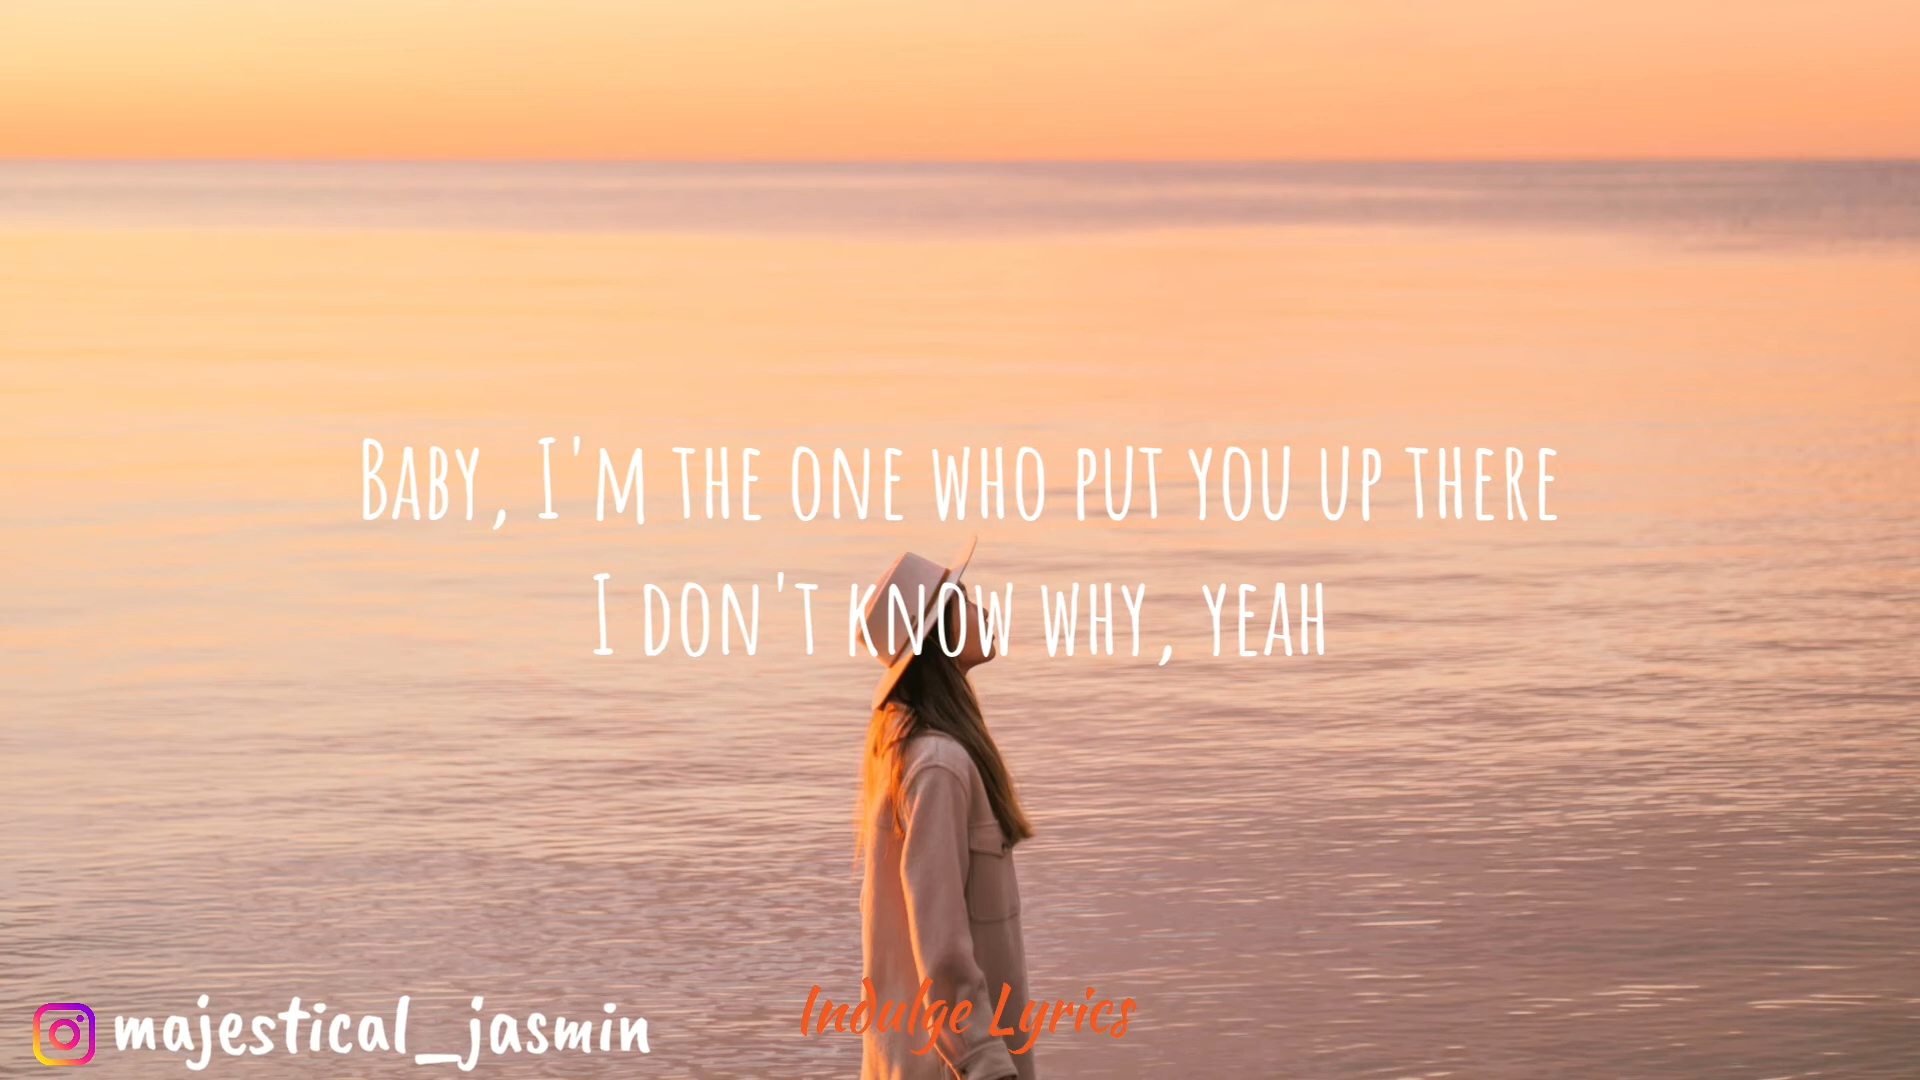 Baby, I'm the one who put you up there
I don't know why, yeah
majestical_jasmin
Indulge Lyrics